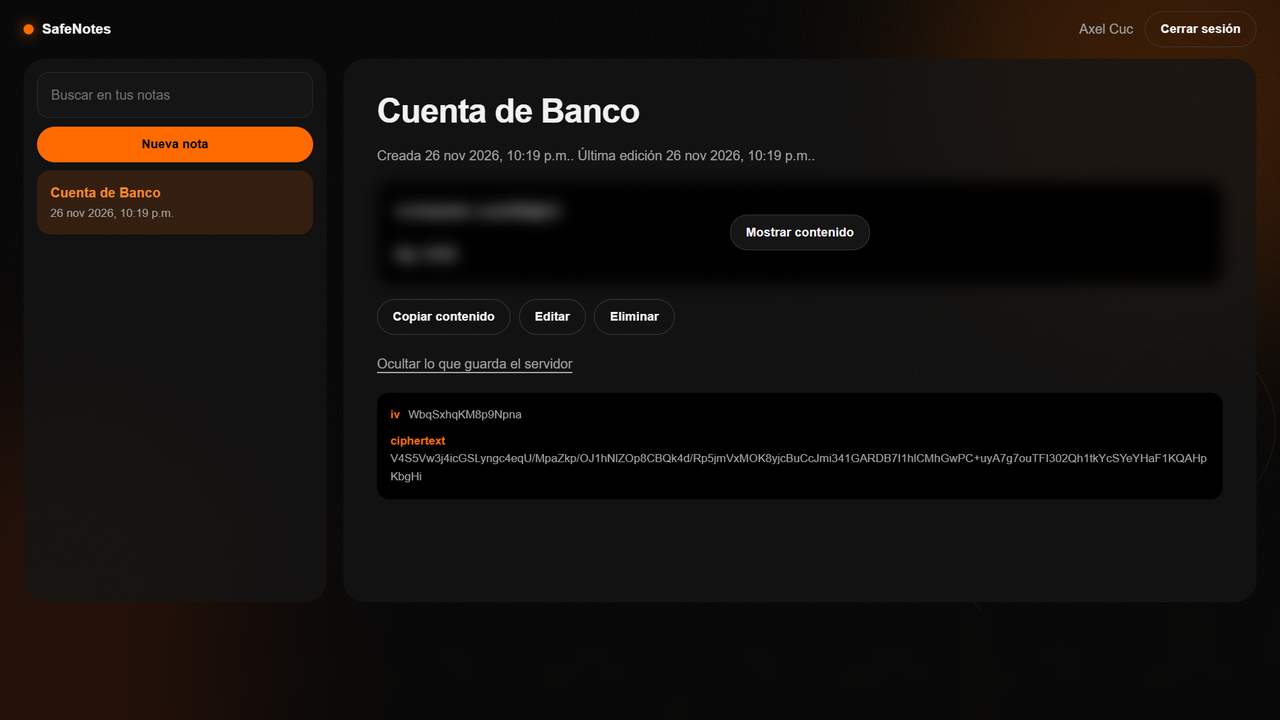 SafeNotes
Axel Cuc
Cerrar sesión
Buscar en tus notas
Nueva nota
Cuenta de Banco
26 nov 2026, 10:19 p.m.
Cuenta de Banco
Creada 26 nov 2026, 10:19 p.m.. Última edición 26 nov 2026, 10:19 p.m..
Mostrar contenido
Copiar contenido
Editar
Eliminar
Ocultar lo que guarda el servidor
iv WbqSxhqKM8p9Npna
ciphertext
V4S5Vw3j4icGSLyngc4eqU/MpaZkp/OJ1hNlZOp8CBQk4d/Rp5jmVxMOK8yjcBuCcJmi341GARDB7I1hlCMhGwPC+uyA7g7ouTFI302Qh1tkYcSYeYHaF1KQAHp
KbgHi